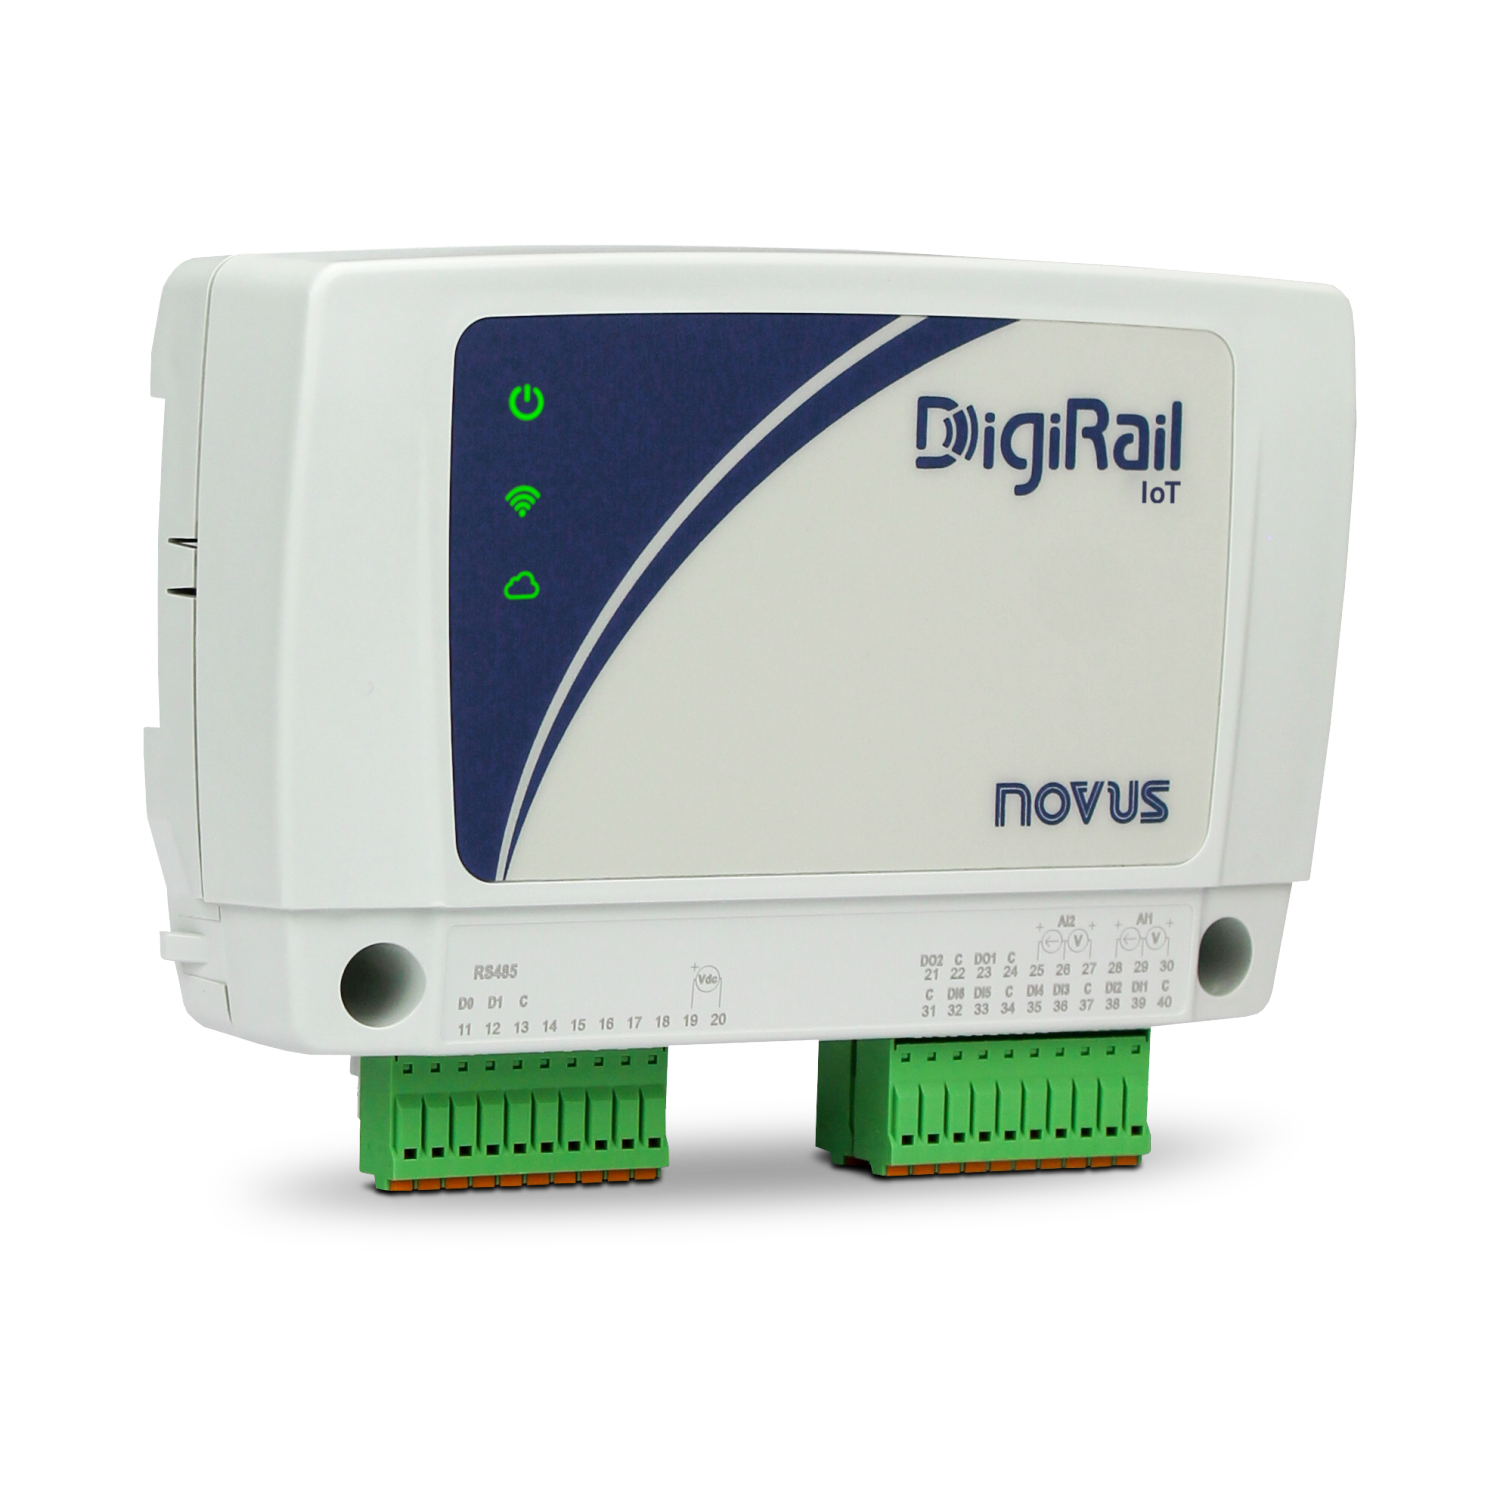 DigiRail
IoT
NOVUS
RS485
D0 D1 C
11 12 13 14 15 16 17 18 19 20
+ Vdc
+ AI2 + + AI1 +
V V
DO2 C DO1 C
21 22 23 24 25 26 27 28 29 30
C DI6 DI5 C DI4 DI3 C DI2 DI1 C
31 32 33 34 35 36 37 38 39 40